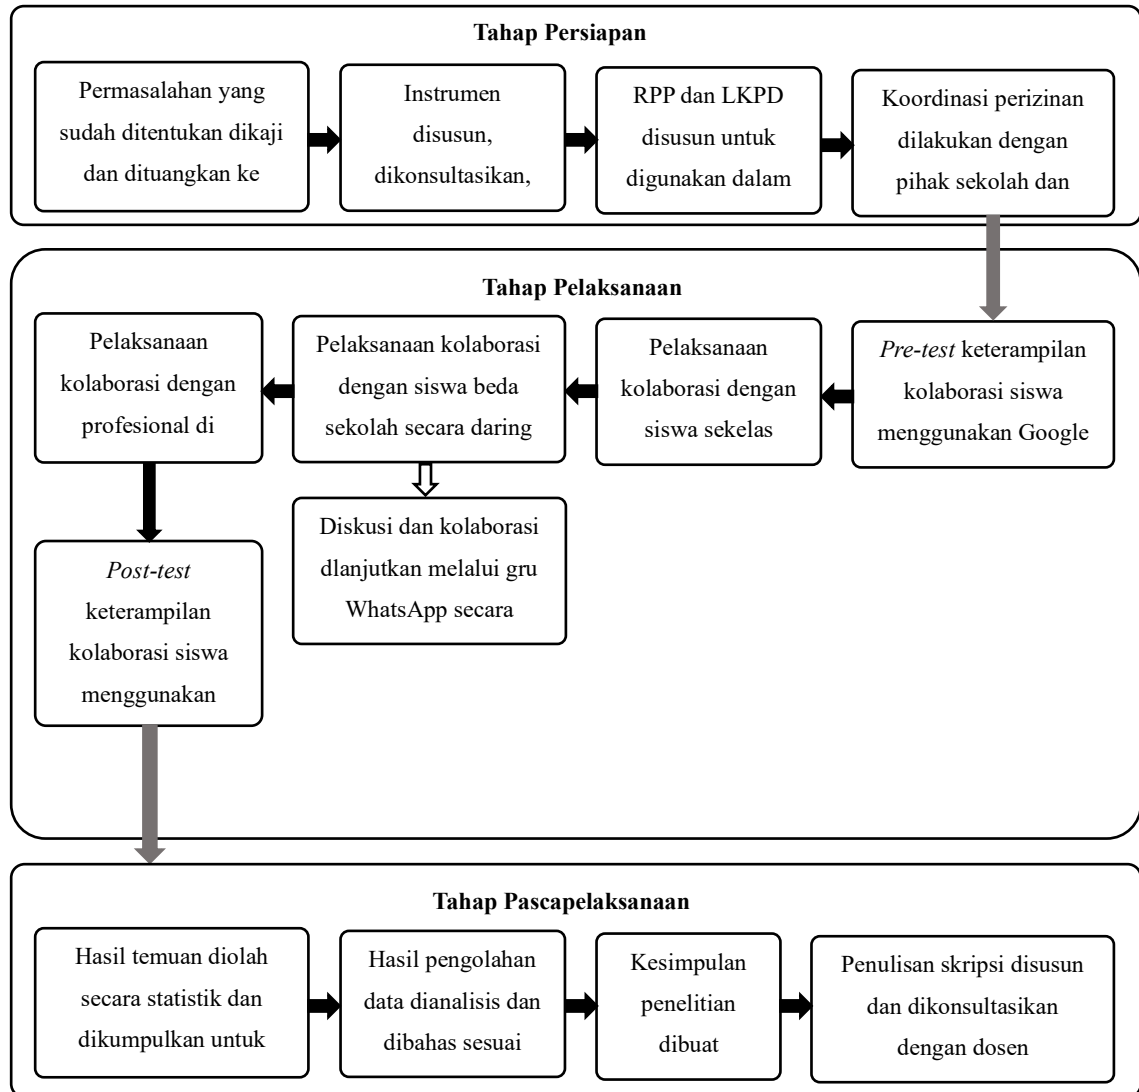 Tahap Persiapan
Permasalahan yang
sudah ditentukan dikaji
dan dituangkan ke
Instrumen
disusun,
dikonsultasikan,
RPP dan LKPD
disusun untuk
digunakan dalam
Koordinasi perizinan
dilakukan dengan
pihak sekolah dan
Tahap Pelaksanaan
Pre-test keterampilan
kolaborasi siswa
menggunakan Google
Pelaksanaan
kolaborasi dengan
siswa sekelas
Pelaksanaan kolaborasi
dengan siswa beda
sekolah secara daring
Diskusi dan kolaborasi
dlanjutkan melalui gru
WhatsApp secara
Pelaksanaan
kolaborasi dengan
profesional di
Post-test
keterampilan
kolaborasi siswa
menggunakan
Tahap Pascapelaksanaan
Hasil temuan diolah
secara statistik dan
dikumpulkan untuk
Hasil pengolahan
data dianalisis dan
dibahas sesuai
Kesimpulan
penelitian
dibuat
Penulisan skripsi disusun
dan dikonsultasikan
dengan dosen